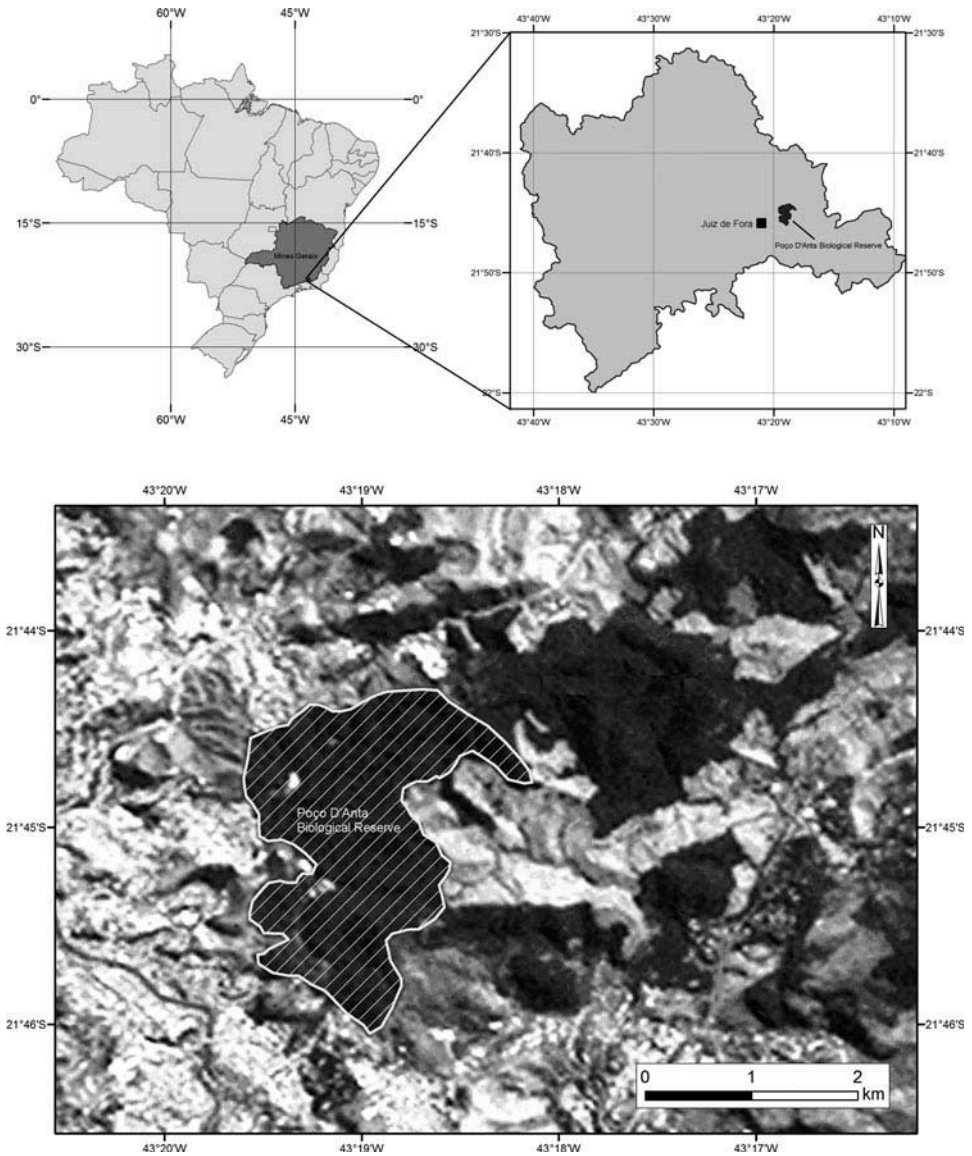 60°W
45°W
0°
0°
Minas Gerais
15°S
15°S
30°S
30°S
60°W
45°W
43°40'W
43°30'W
43°20'W
43°10'W
21°30'S
21°30'S
21°40'S
21°40'S
Juiz de Fora
Poço D'Anta Biological Reserve
21°50'S
21°50'S
22°S
22°S
43°40'W
43°30'W
43°20'W
43°10'W
43°20'W
43°19'W
43°18'W
43°17'W
N
21°44'S
21°44'S
Poço D'Anta
Biological Reserve
21°45'S
21°45'S
21°46'S
21°46'S
0 1 2
km
43°20'W
43°19'W
43°18'W
43°17'W